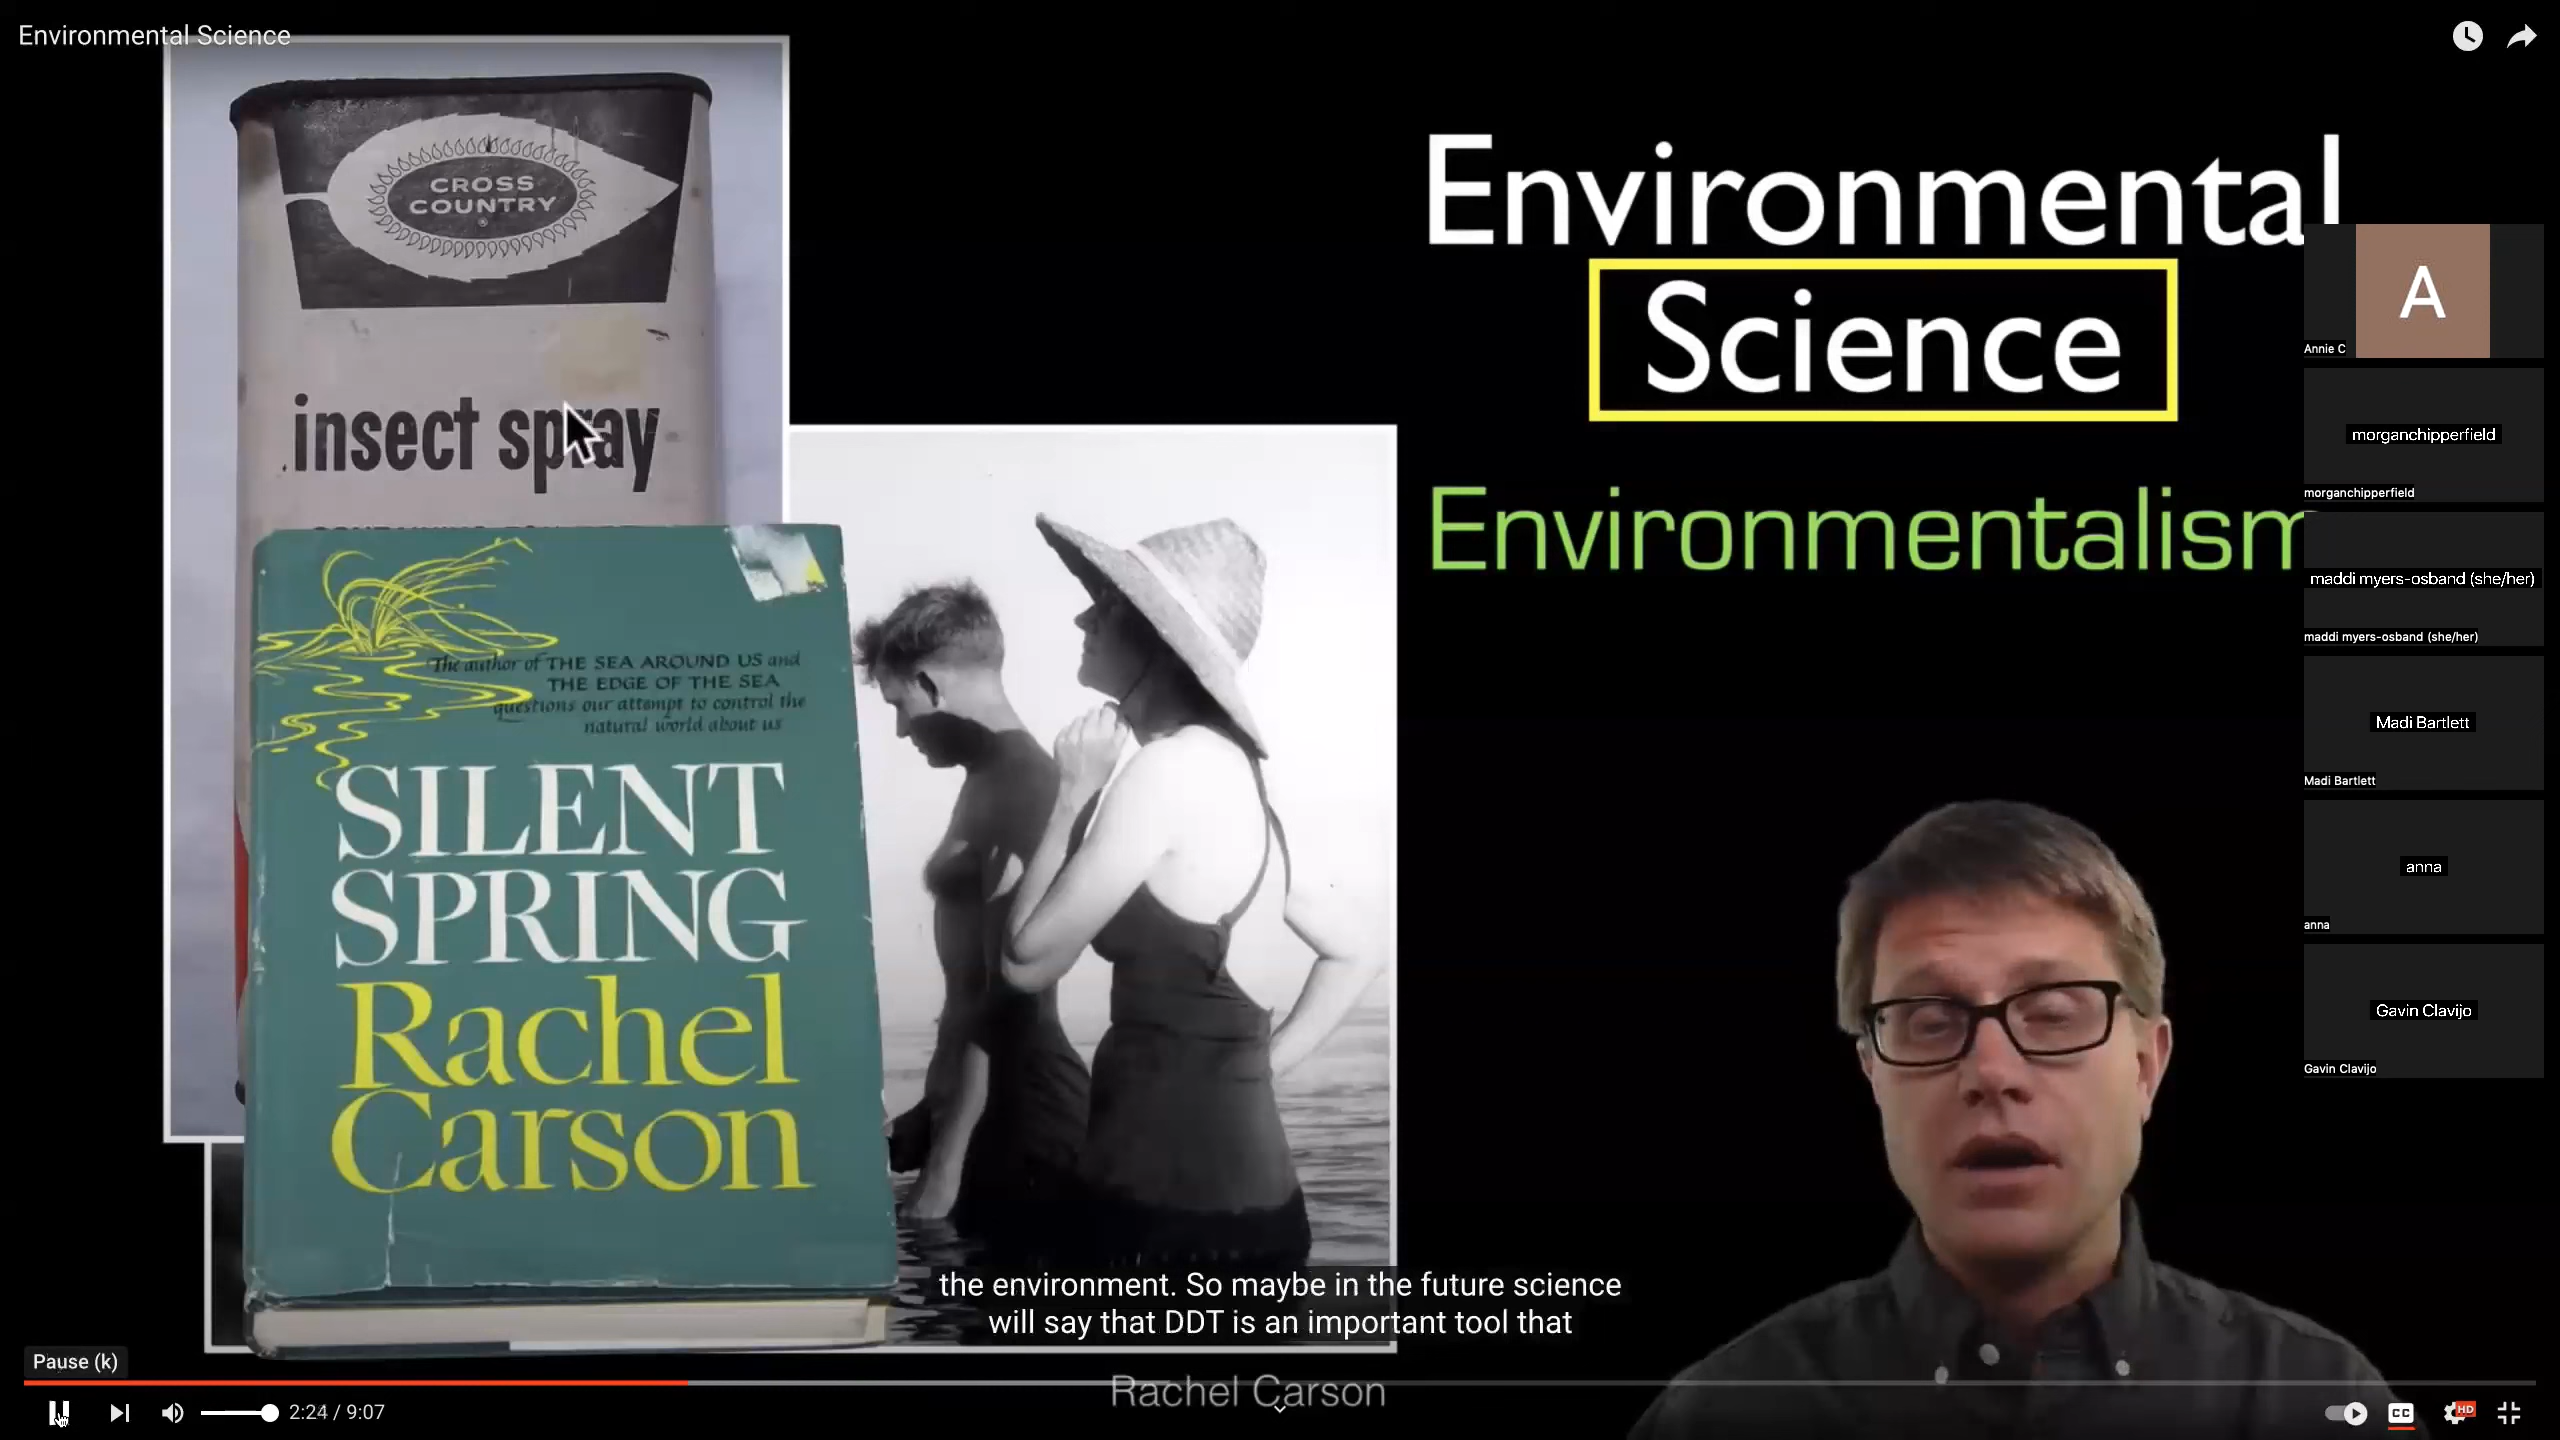 Environmental Science
CROSS
COUNTRY
insect spray
The author of THE SEA AROUND US and
THE EDGE OF THE SEA
questions our attempt to control the
natural world about us
SILENT
SPRING
Rachel
Carson
Environmental
Science
Environmentalism
A
Annie C
morganchipperfield
morganchipperfield
maddi myers-osband (she/her)
maddi myers-osband (she/her)
Madi Bartlett
Madi Bartlett
anna
anna
Gavin Clavijo
Gavin Clavijo
the environment. So maybe in the future science
will say that DDT is an important tool that
Rachel Carson
Pause (k)
2:24 / 9:07
CC
HD